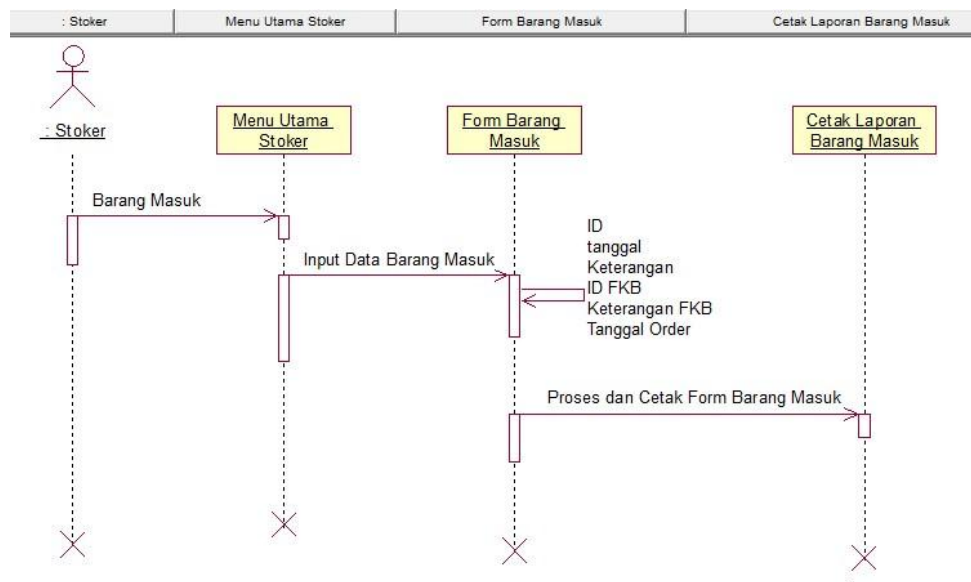 : Stoker
Menu Utama Stoker
Form Barang Masuk
Cetak Laporan Barang Masuk
: Stoker
Menu Utama
Stoker
Form Barang
Masuk
Cetak Laporan
Barang Masuk
Barang Masuk
Input Data Barang Masuk
ID
tanggal
Keterangan
ID FKB
Keterangan FKB
Tanggal Order
Proses dan Cetak Form Barang Masuk